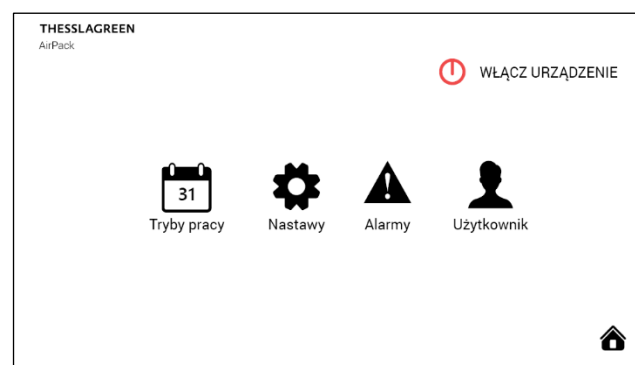 THESSLAGREEN
AirPack
WŁĄCZ URZĄDZENIE
31
Tryby pracy Nastawy Alarmy Użytkownik